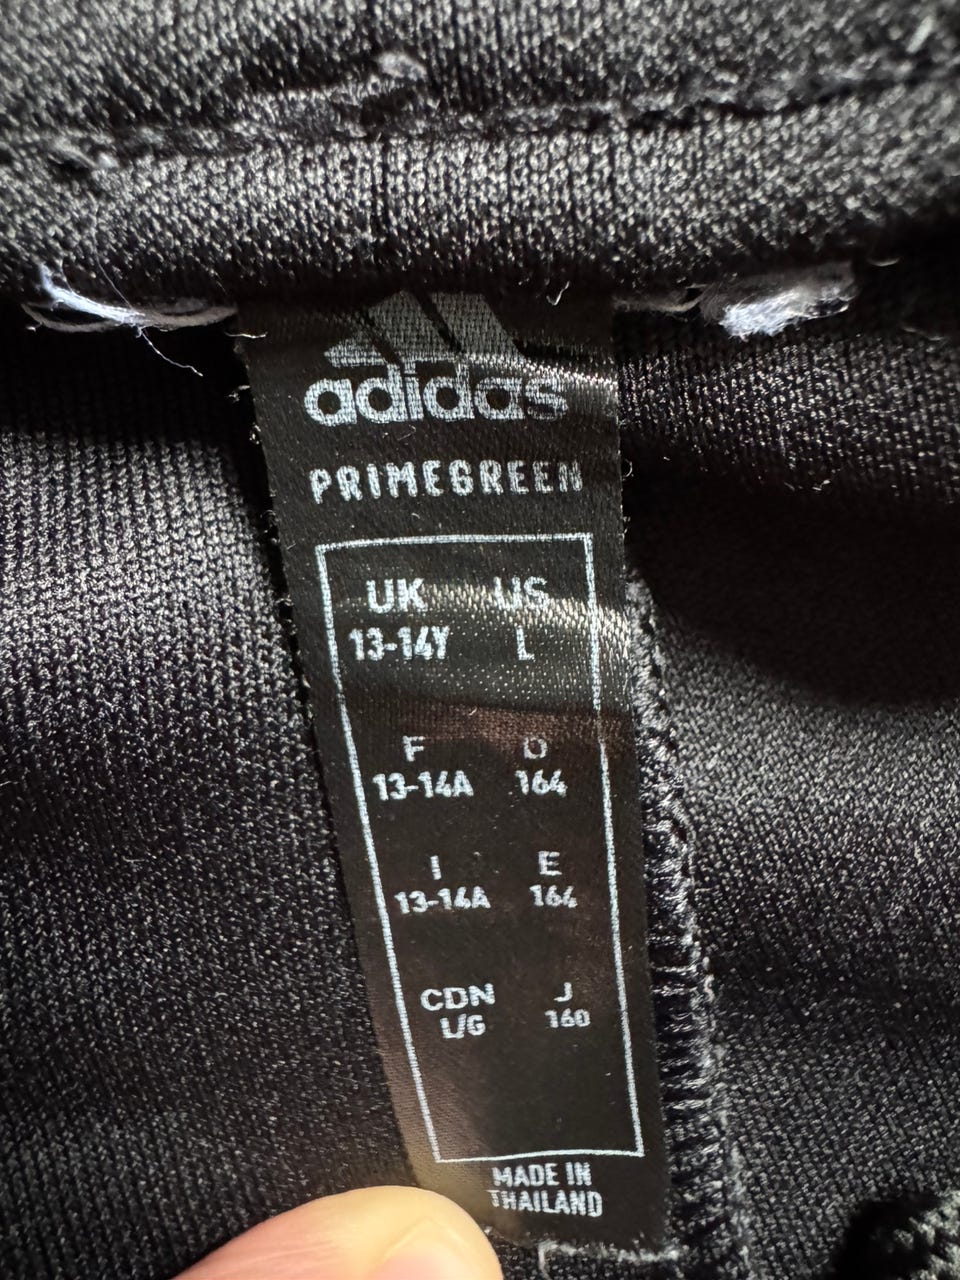 adidas
PRIMEGREEN
UK US
13-14Y L
F D
13-14A 164
I E
13-14A 164
CDN J
L/G 160
MADE IN
THAILAND